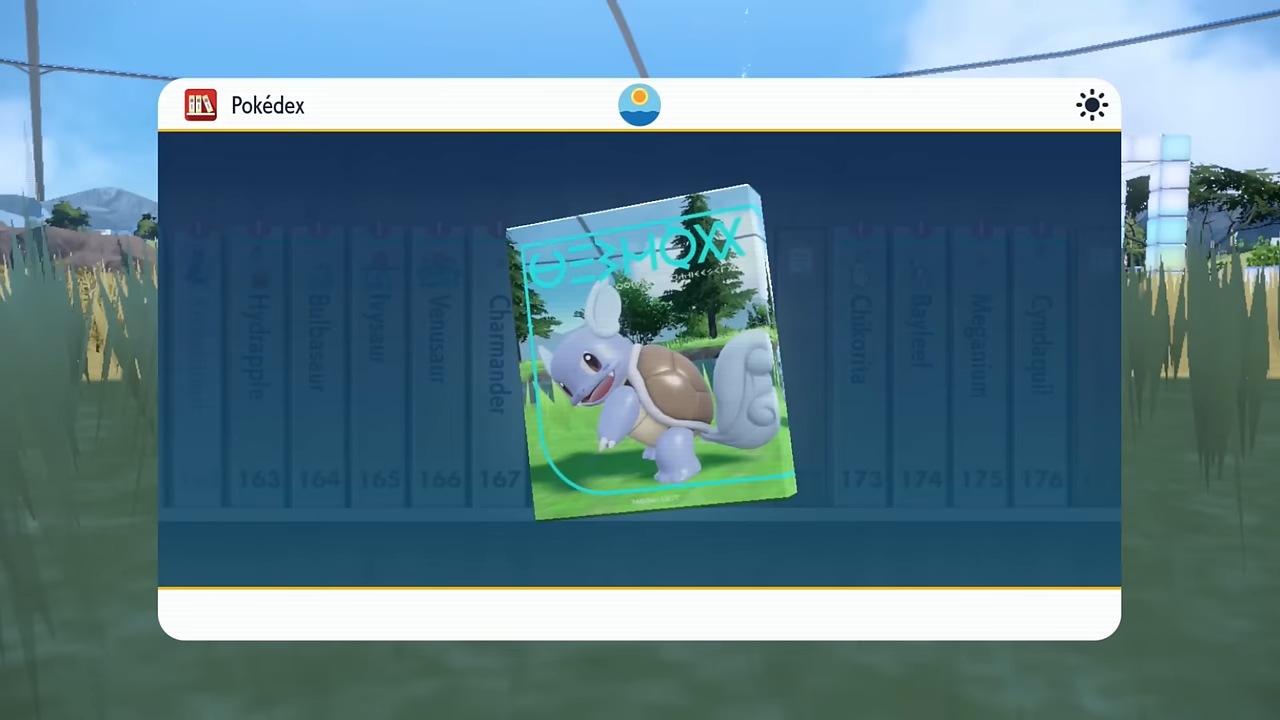 Pokédex
Hydrapple
Bulbasaur
Ivysaur
Venusaur
Charmander
Chikorita
Bayleef
Meganium
Cyndaquil
163
164
165
166
167
173
174
175
176